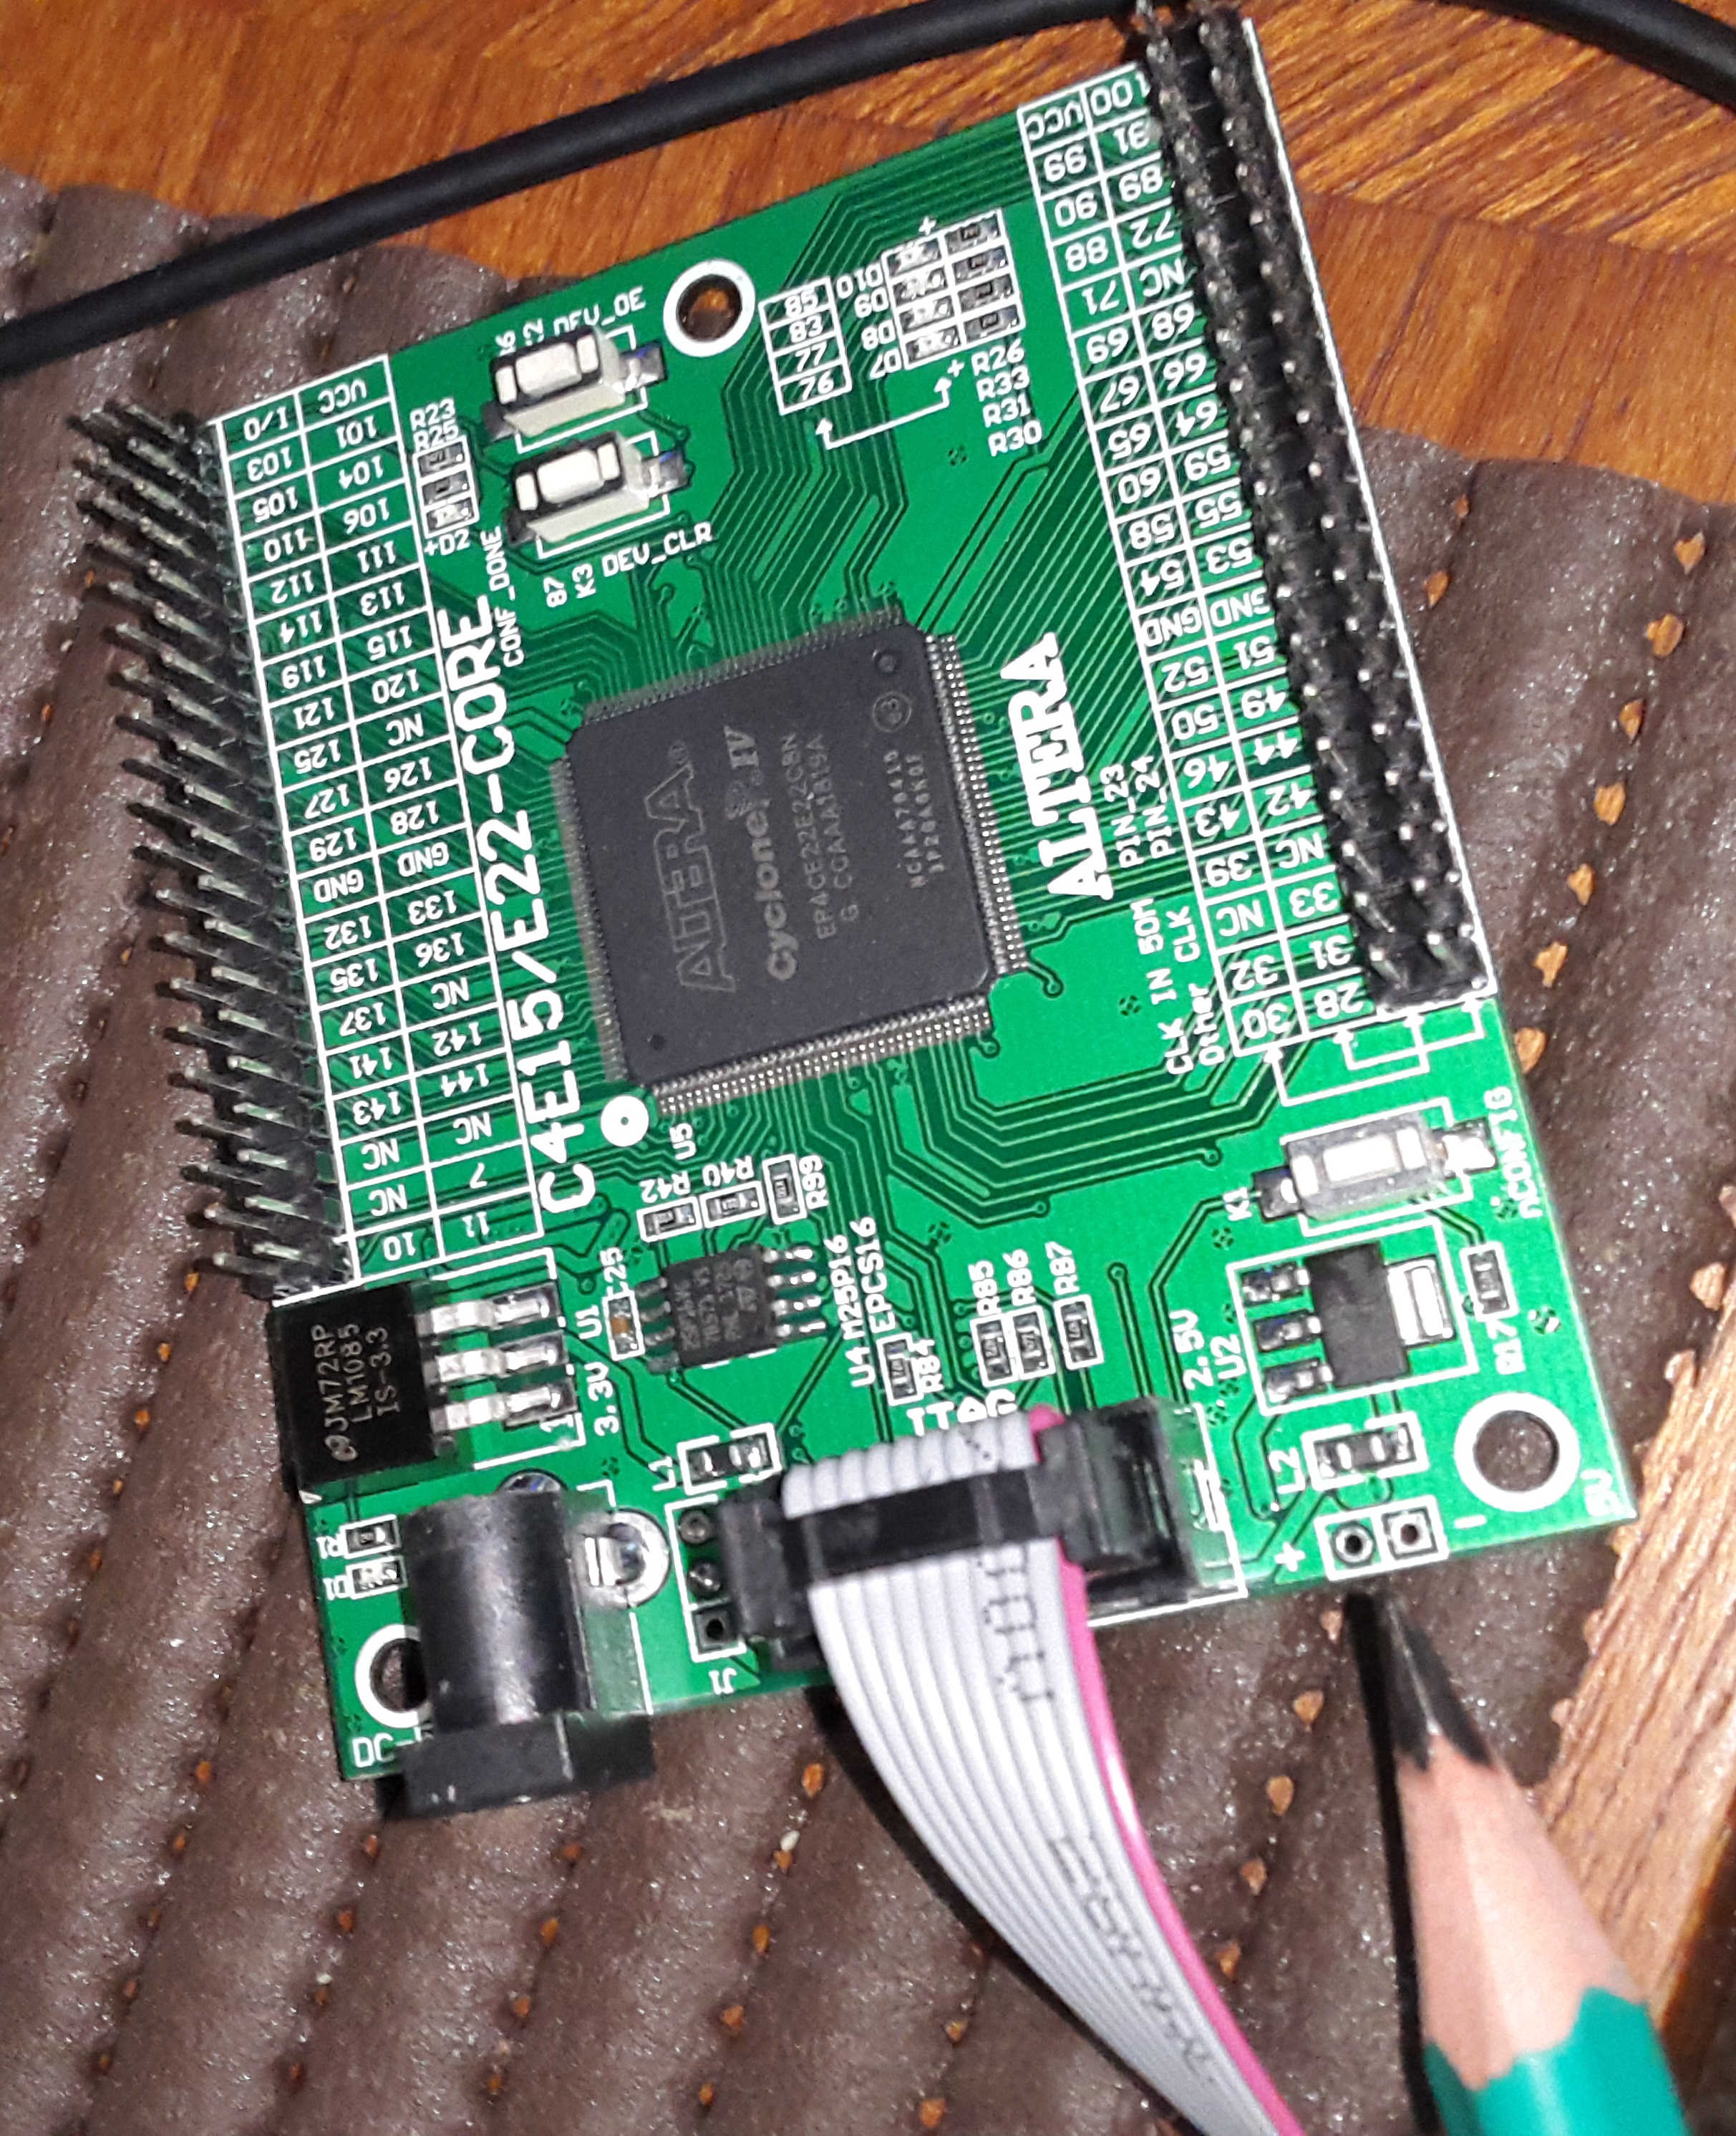 J0
D1
R1
JM72RP
LM1085
IS-3.3
1
3.3V
U1
C25
10 NC NC 143 141 137 135 132 GND 129 127 125 121 119 114 112 110 105 103 I/O
11 7 NC 144 142 NC 136 133 GND 128 126 NC 120 115 113 111 106 104 101 VCC
C4E15/E22-CORE
+D2
R25
R23
CONF_DONE
87
K3
DEV_CLR
DEV_OE
J1
L1
R42
R40
R99
U5
U4 M25P16
EPCS16
R84
R85
R86
R87
ALTERA®
Cyclone® IV
EP4CE22E22C8N
G CCAAA1819A
e3
76 77 83 85
D7 D8 D9 D10
+
+
R30 R31 R33 R26
ALTERA
CLK IN 50M PIN_23
Other CLK PIN_24
30 32 NC 39 43 46 50 52 GND 54 58 60 65 67 69 71 88 90 99 VCC
28 31 33 NC 42 44 49 51 GND 53 55 59 64 66 68 NC 72 89 31 100
2.5V
U2
K1
+
L2
-
R17
nCONFIG
5V